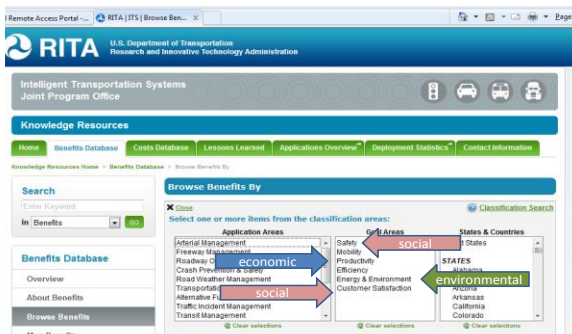 Remote Access Portal -...
RITA | ITS | Browse Ben...
Page
RITA
U.S. Department of Transportation
Research and Innovative Technology Administration
Intelligent Transportation Systems
Joint Program Office
Knowledge Resources
Home
Benefits Database
Costs Database
Lessons Learned
Applications Overview
Deployment Statistics
Contact Information
Knowledge Resources Home > Benefits Database > Browse Benefits By
Search
Enter Keyword
in Benefits
GO
Benefits Database
Overview
About Benefits
Browse Benefits
Browse Benefits By
X Close
Classification Search
Select one or more items from the classification areas:
Application Areas
Arterial Management
Freeway Management
Roadway O
Crash Prevention & Safety
Road Weather Management
Transportatio
Alternative Fu
Traffic Incident Management
Transit Management
Clear selections
Areas
Safety
Mobility
Productivity
Efficiency
Energy & Environment
Customer Satisfaction
Clear selections
States & Countries
d States
STATES
Alabama
Arizona
Arkansas
California
Colorado
Clear selections
social
economic
environmental
social